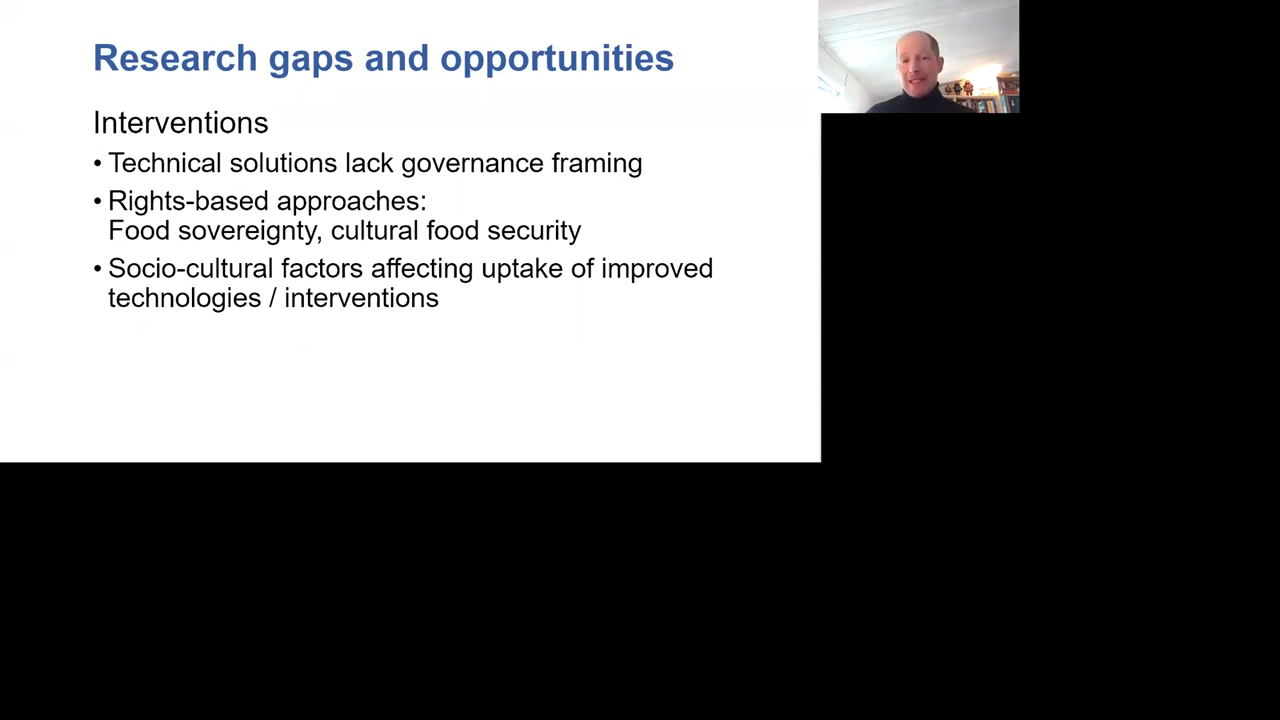 Research gaps and opportunities
Interventions
• Technical solutions lack governance framing
• Rights-based approaches:
Food sovereignty, cultural food security
• Socio-cultural factors affecting uptake of improved
technologies / interventions